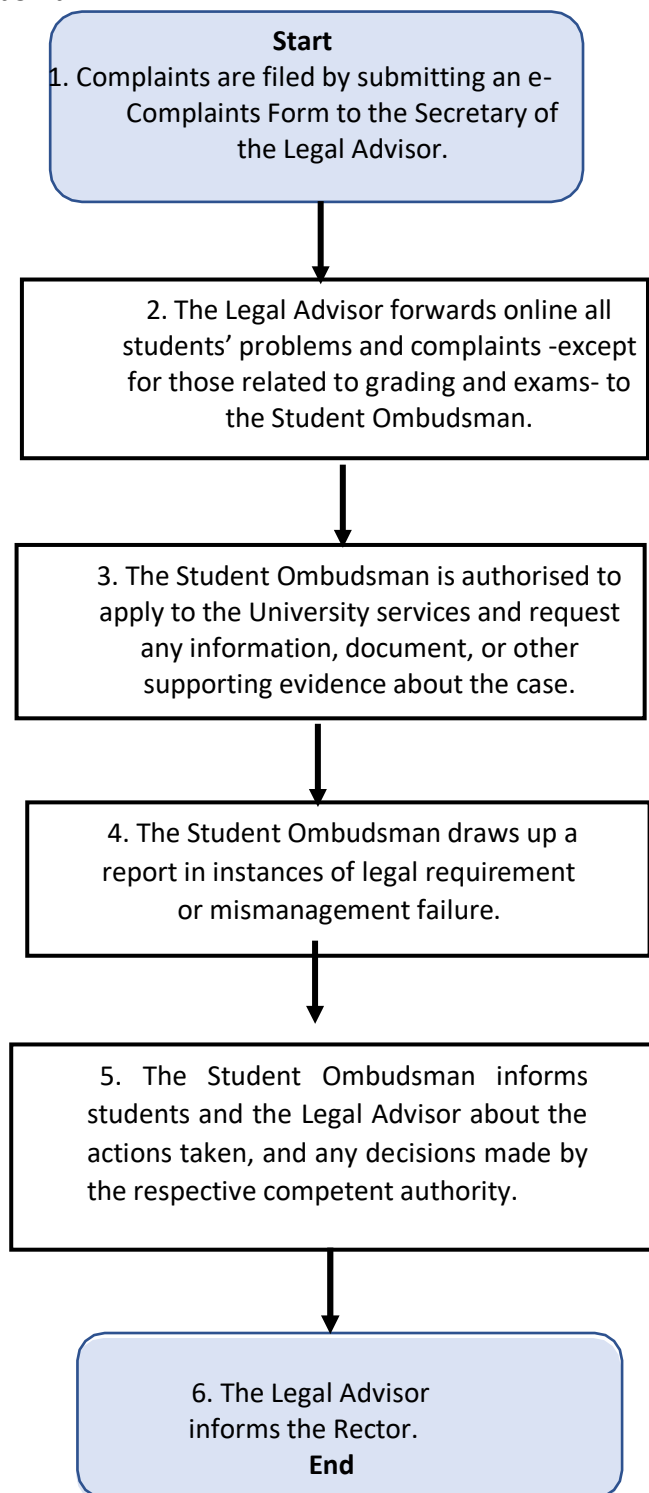 Start
1. Complaints are filed by submitting an e-
Complaints Form to the Secretary of
the Legal Advisor.
2. The Legal Advisor forwards online all
students’ problems and complaints -except
for those related to grading and exams- to
the Student Ombudsman.
3. The Student Ombudsman is authorised to
apply to the University services and request
any information, document, or other
supporting evidence about the case.
4. The Student Ombudsman draws up a
report in instances of legal requirement
or mismanagement failure.
5. The Student Ombudsman informs
students and the Legal Advisor about the
actions taken, and any decisions made by
the respective competent authority.
6. The Legal Advisor
informs the Rector.
End